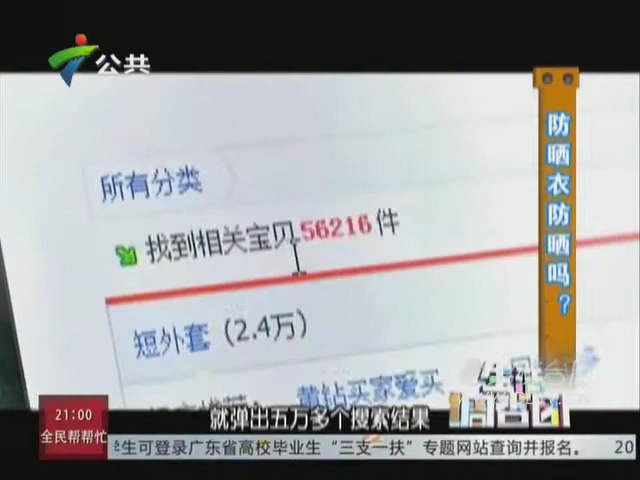 公共
防晒衣防晒吗？
所有分类
找到相关宝贝56216件
短外套 (2.4万)
黄钻买家爱买
就弹出五万多个搜索结果
21:00
全民帮帮忙
生可登录广东省高校毕业生“三支一扶”专题网站查询并报名。 20